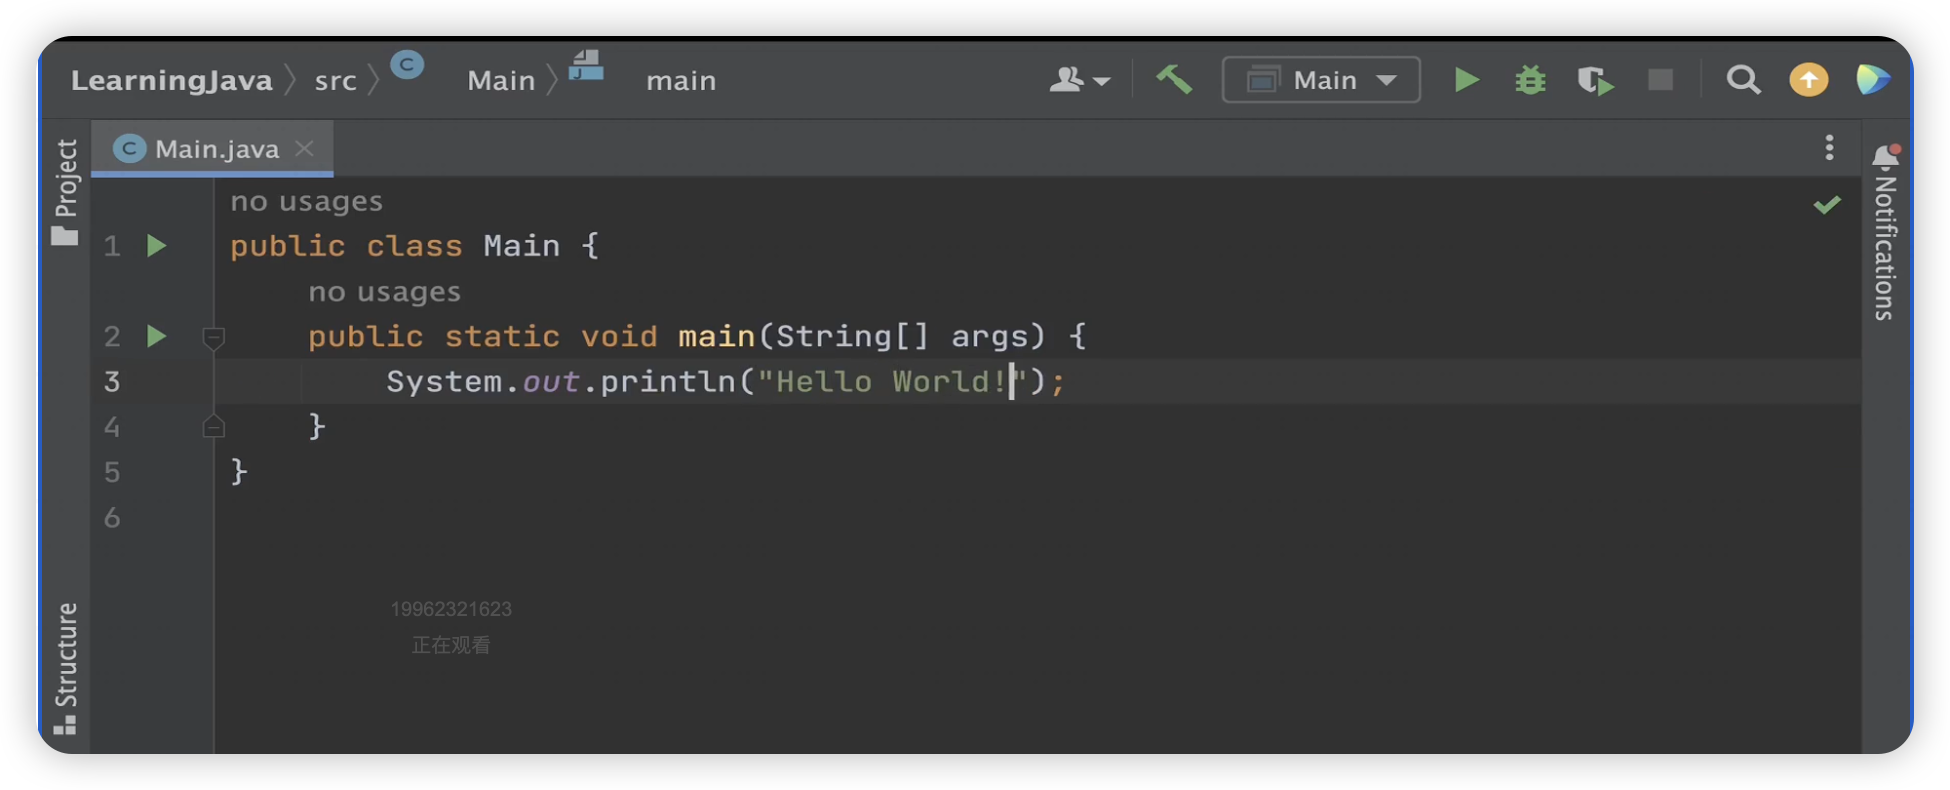 LearningJava src Main main
Main
Main.java
Project
Notifications
no usages
1 public class Main {
no usages
2 public static void main(String[] args) {
3 System.out.println("Hello World!");
4 }
5 }
6
Structure
19962321623
正在观看